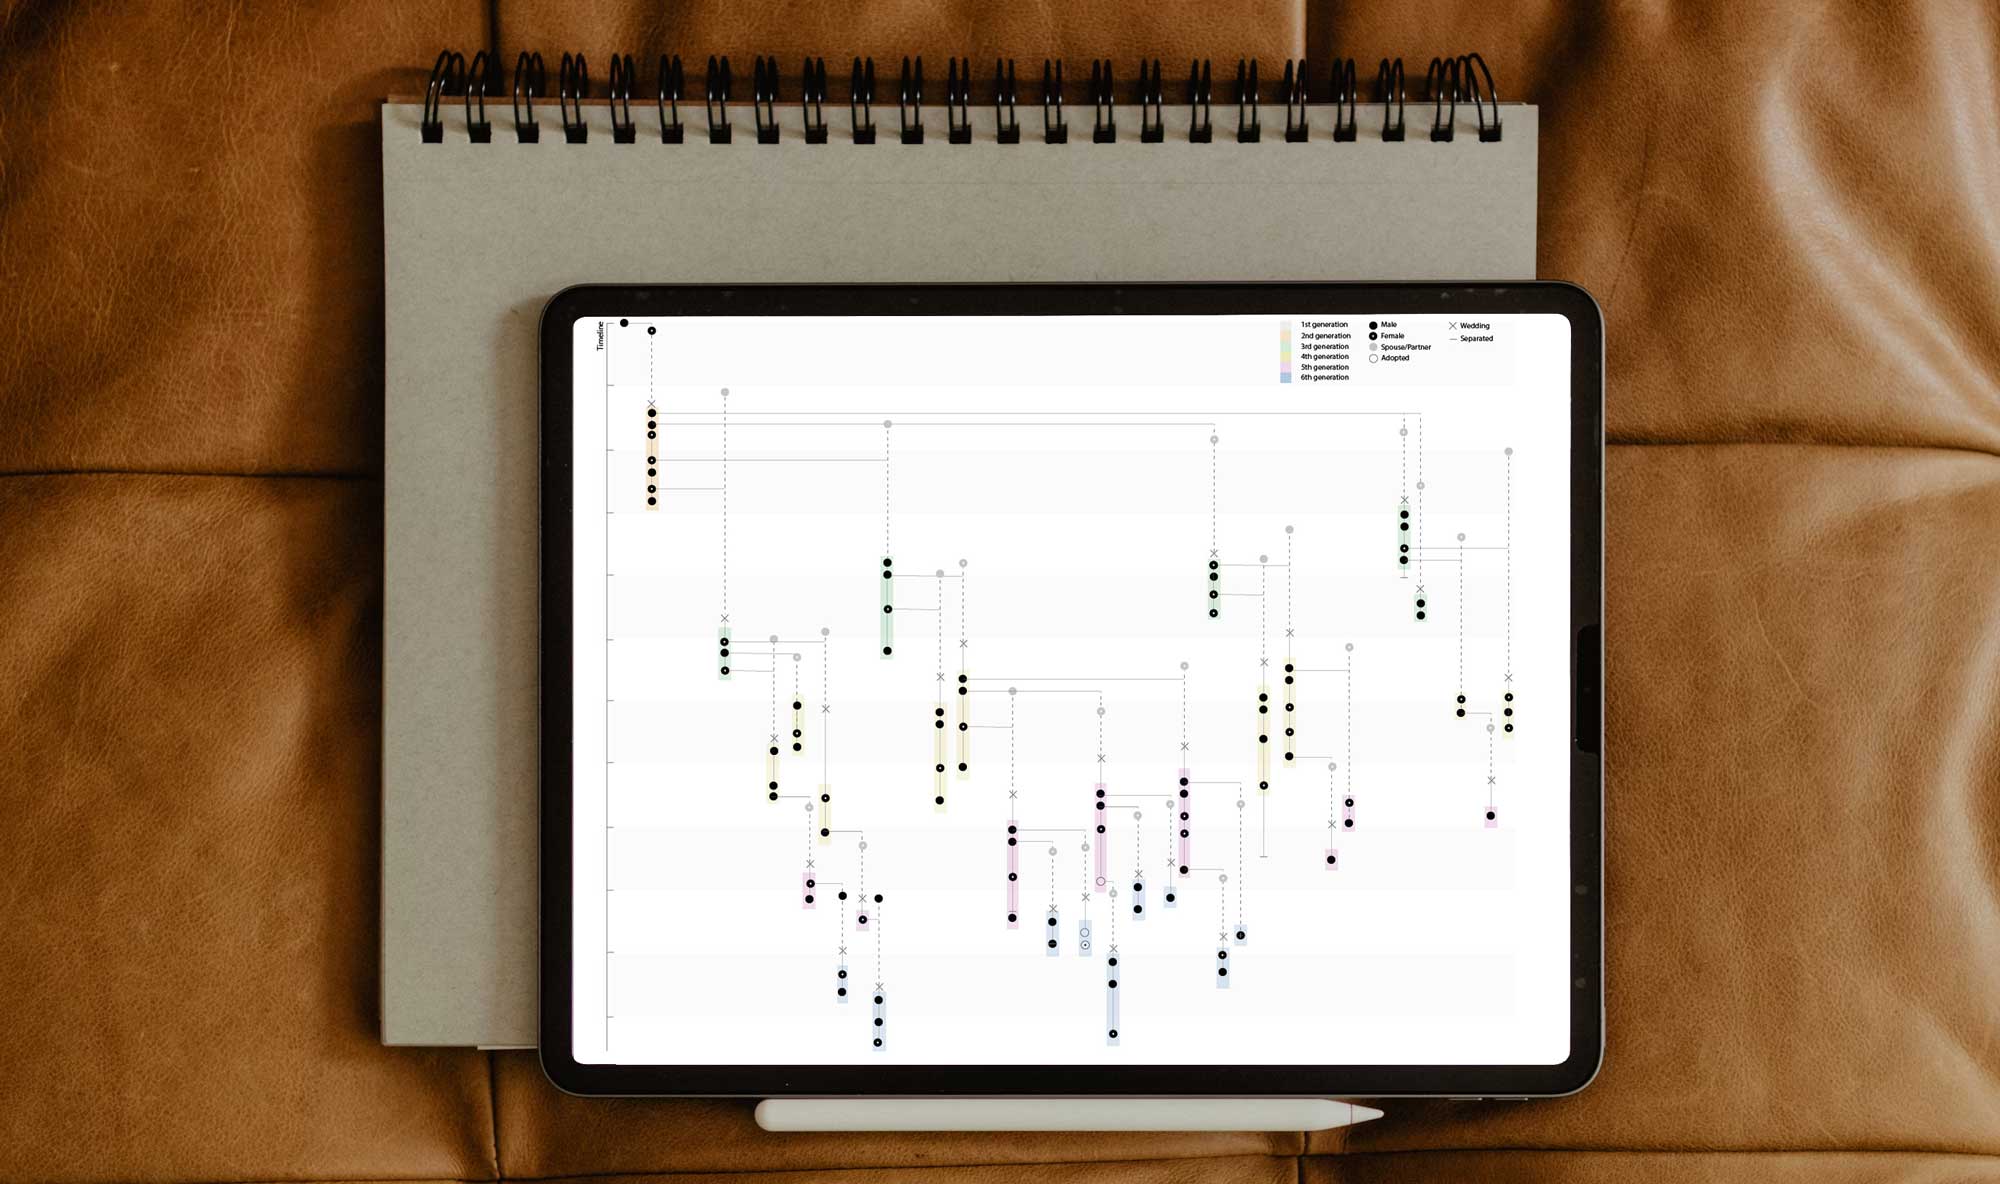 Timeline
1st generation
2nd generation
3rd generation
4th generation
5th generation
6th generation
Male
Female
Spouse/Partner
Adopted
Wedding
Separated